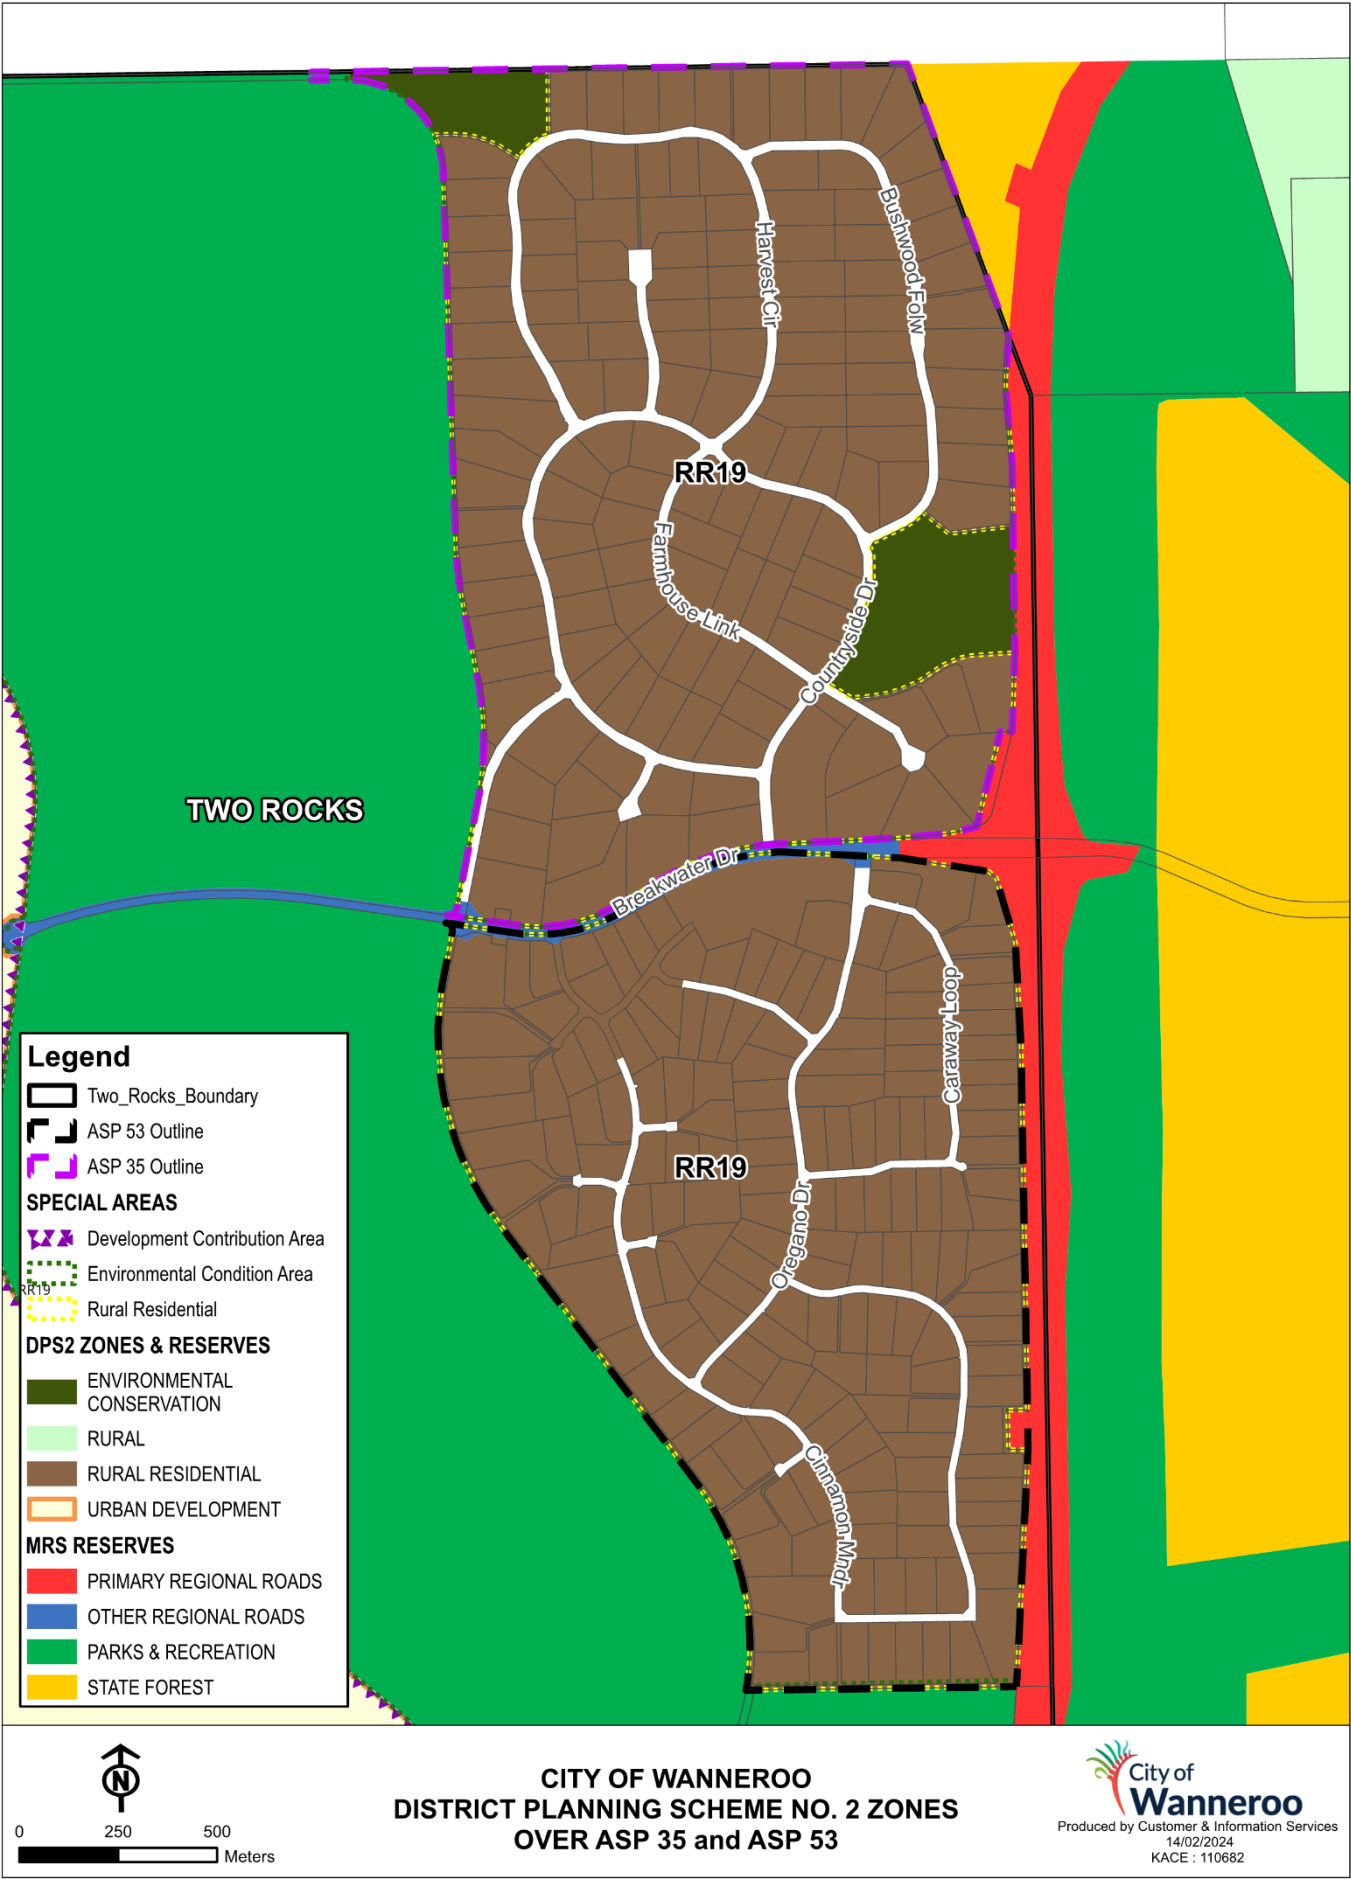 Harvest Cir
Bushwood Folw
RR19
Farmhouse Link
Countryside Dr
TWO ROCKS
Breakwater Dr
Caraway Loop
RR19
Oregano Dr
Cinnamon Mndr
Legend
Two_Rocks_Boundary
ASP 53 Outline
ASP 35 Outline
SPECIAL AREAS
Development Contribution Area
Environmental Condition Area
RR19
Rural Residential
DPS2 ZONES & RESERVES
ENVIRONMENTAL
CONSERVATION
RURAL
RURAL RESIDENTIAL
URBAN DEVELOPMENT
MRS RESERVES
PRIMARY REGIONAL ROADS
OTHER REGIONAL ROADS
PARKS & RECREATION
STATE FOREST
N
0 250 500
Meters
CITY OF WANNEROO
DISTRICT PLANNING SCHEME NO. 2 ZONES
OVER ASP 35 and ASP 53
City of
Wanneroo
Produced by Customer & Information Services
14/02/2024
KACE : 110682